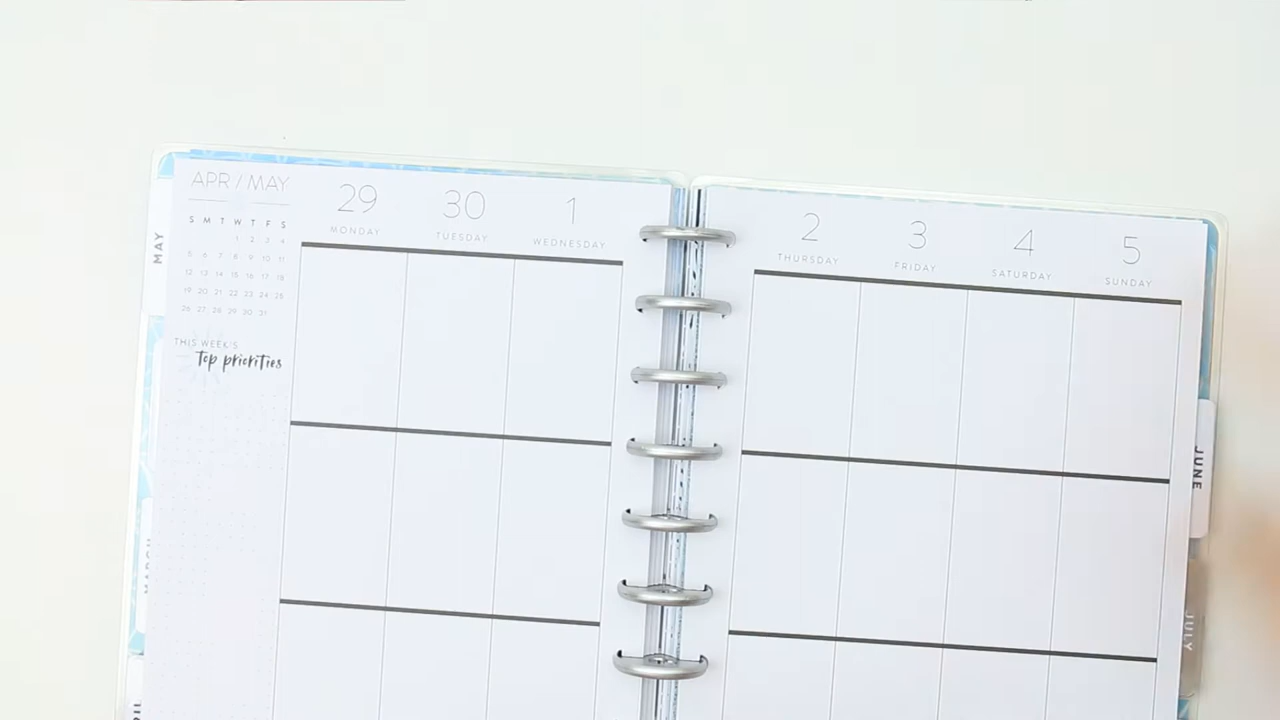 APR / MAY
S M T W T F S
1 2 3 4
5 6 7 8 9 10 11
12 13 14 15 16 17 18
19 20 21 22 23 24 25
26 27 28 29 30 31
THIS WEEK'S
Top priorities
29 30 1
MONDAY TUESDAY WEDNESDAY
2 3 4 5
THURSDAY FRIDAY SATURDAY SUNDAY
MAY
MARCH
JUNE
JULY